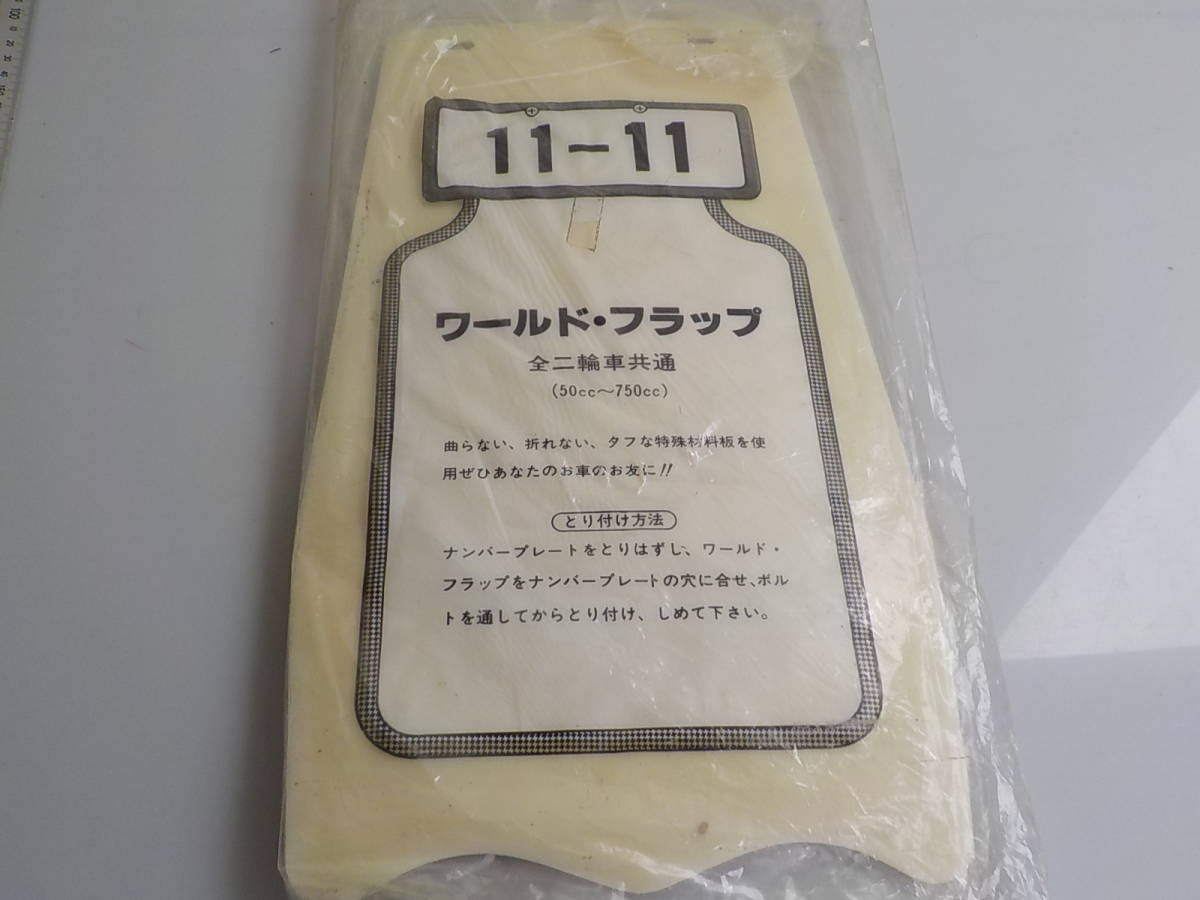 11-11
ワールド・フラップ
全二輪車共通
(50cc〜750cc)
曲らない、折れない、タフな特殊材料板を使
用ぜひあなたのお車のお友に!!
とり付け方法
ナンバープレートをとりはずし、ワールド・
フラップをナンバープレートの穴に合せ、ボル
トを通してからとり付け、しめて下さい。